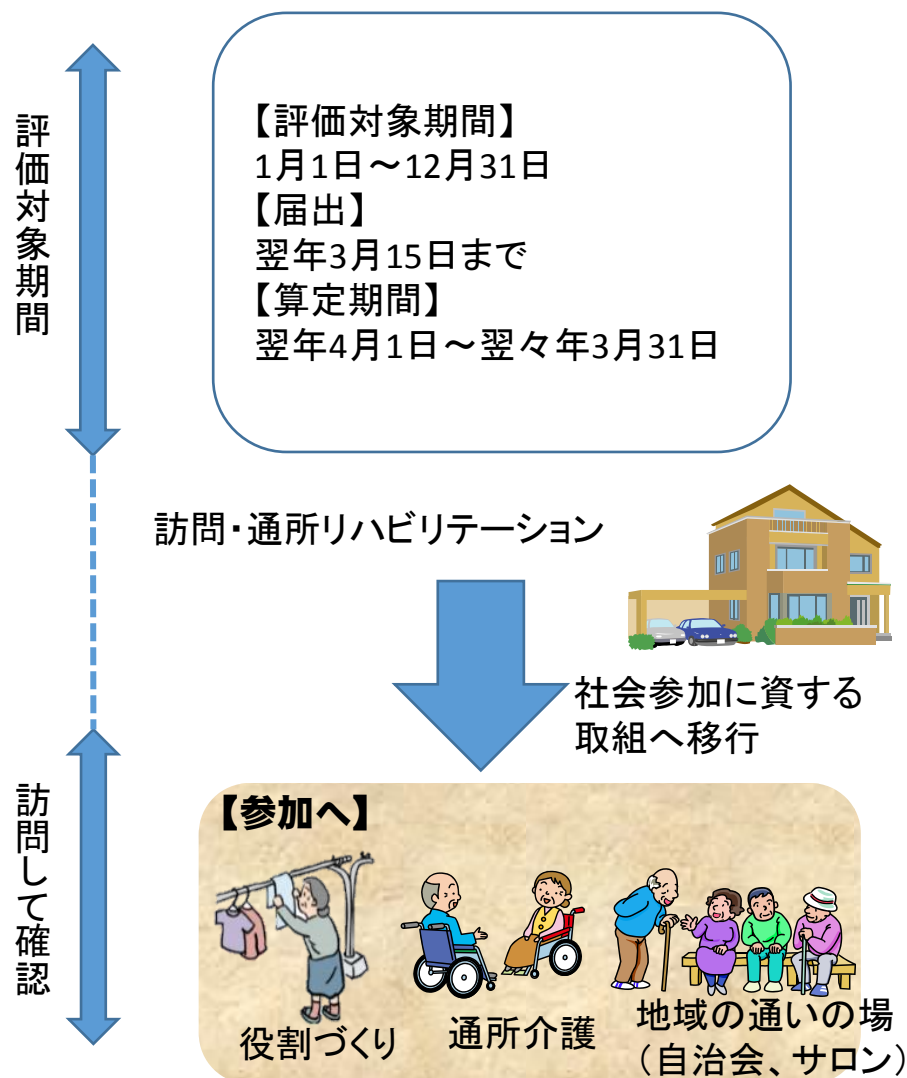 評価対象期間
【評価対象期間】
1月1日～12月31日
【届出】
翌年3月15日まで
【算定期間】
翌年4月1日～翌々年3月31日
訪問・通所リハビリテーション
社会参加に資する
取組へ移行
訪問して確認
【参加へ】
役割づくり
通所介護
地域の通いの場
（自治会、サロン）